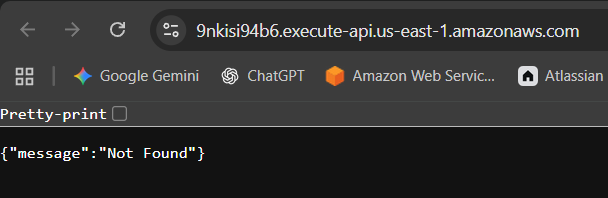 9nkisi94b6.execute-api.us-east-1.amazonaws.com
Google Gemini ChatGPT Amazon Web Servic... Atlassian
Pretty-print
{"message":"Not Found"}